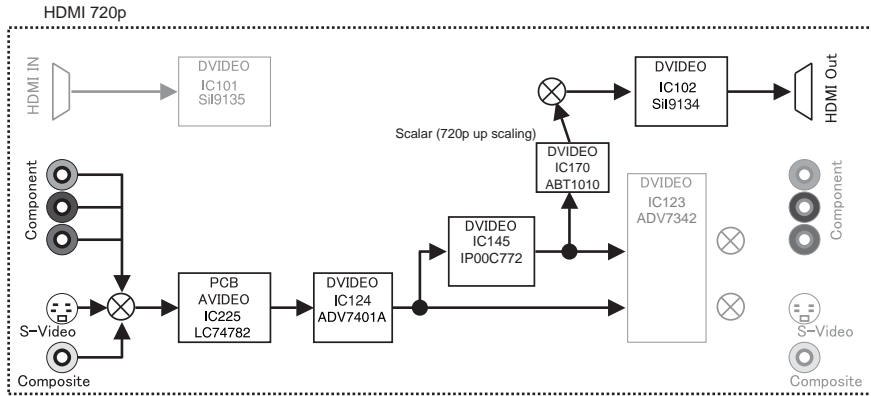 HDMI 720p
HDMI IN
DVIDEO
IC101
SiI9135
DVIDEO
IC102
SiI9134
HDMI Out
Scalar (720p up scaling)
DVIDEO
IC170
ABT1010
Component
DVIDEO
IC145
IP00C772
DVIDEO
IC123
ADV7342
Component
PCB
AVIDEO
IC225
LC74782
DVIDEO
IC124
ADV7401A
S-Video
Composite
S-Video
Composite